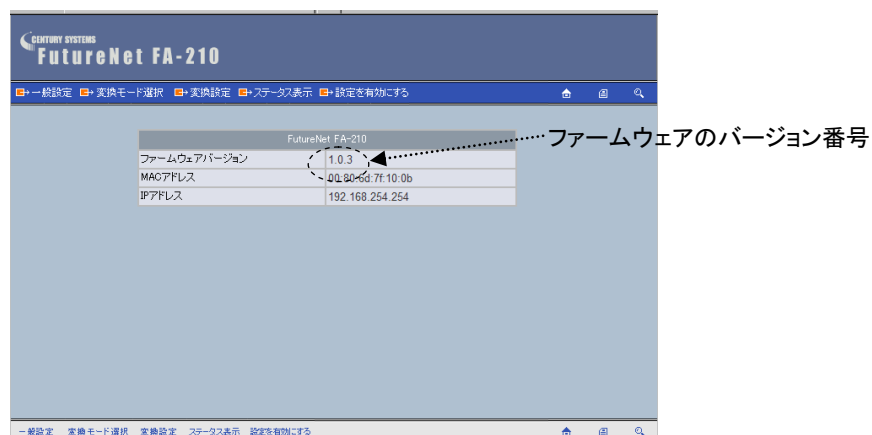 CENTURY SYSTEMS
FutureNet FA-210
一般設定 変換モード選択 変換設定 ステータス表示 設定を有効にする
FutureNet FA-210
ファームウェアバージョン 1.0.3
MACアドレス 00:80:6d:7f:10:0b
IPアドレス 192.168.254.254
ファームウェアのバージョン番号
一般設定 変換モード選択 変換設定 ステータス表示 設定を有効にする